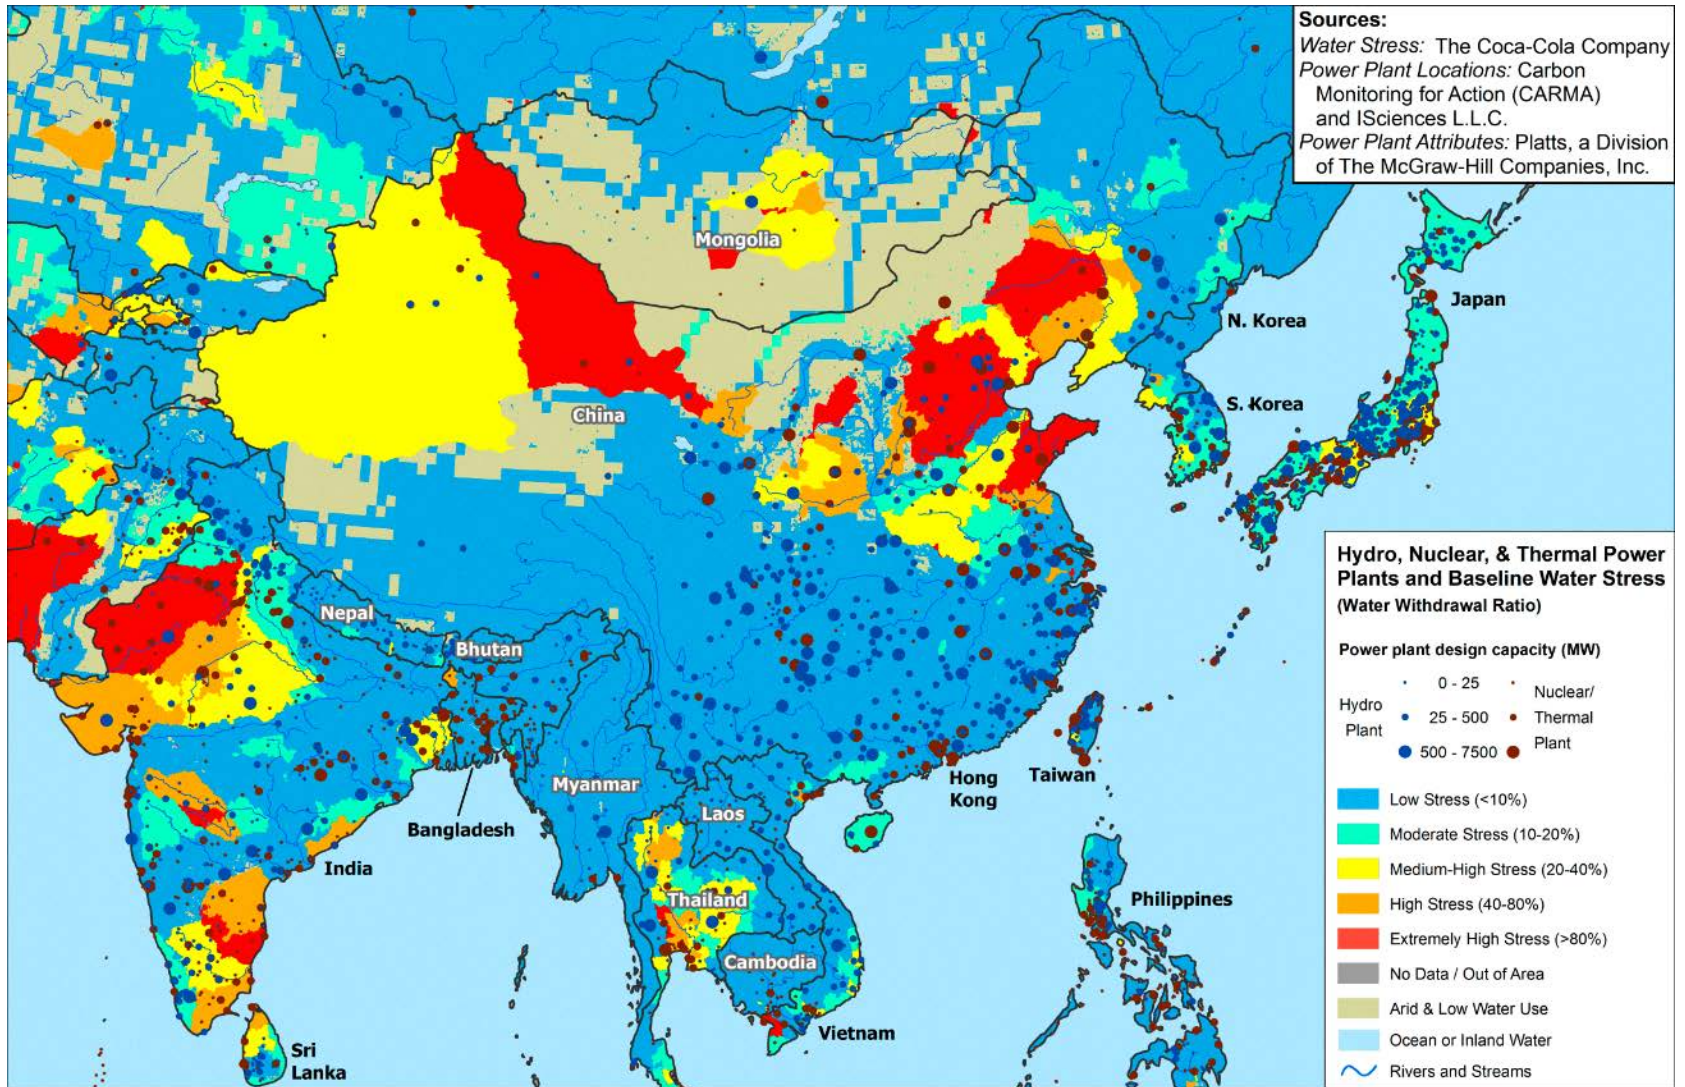 Sources:
Water Stress: The Coca-Cola Company
Power Plant Locations: Carbon
Monitoring for Action (CARMA)
and ISciences L.L.C.
Power Plant Attributes: Platts, a Division
of The McGraw-Hill Companies, Inc.
Mongolia
Japan
N. Korea
China
S. Korea
Nepal
Bhutan
Myanmar
Hong
Kong
Taiwan
Laos
Bangladesh
India
Thailand
Philippines
Cambodia
Vietnam
Sri
Lanka
Hydro, Nuclear, & Thermal Power
Plants and Baseline Water Stress
(Water Withdrawal Ratio)
Power plant design capacity (MW)
Hydro
Plant
0 - 25
25 - 500
500 - 7500
Nuclear/
Thermal
Plant
Low Stress (<10%)
Moderate Stress (10-20%)
Medium-High Stress (20-40%)
High Stress (40-80%)
Extremely High Stress (>80%)
No Data / Out of Area
Arid & Low Water Use
Ocean or Inland Water
Rivers and Streams